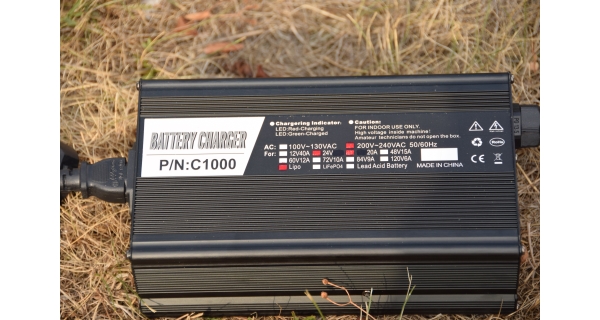 BATTERY CHARGER
P/N:C1000
Chargering Indicator:
LED:Red-Charging
LED:Green-Charged
Caution:
FOR INDOOR USE ONLY.
High voltage inside machine!
Amateur technicians do not open the box.
AC: 100V~130VAC 200V~240VAC 50/60Hz
For: 12V40A 24V 20A 48V15A
60V12A 72V10A 84V9A 120V6A
Lipo LiFePO4 Lead Acid Battery
MADE IN CHINA
RoHS